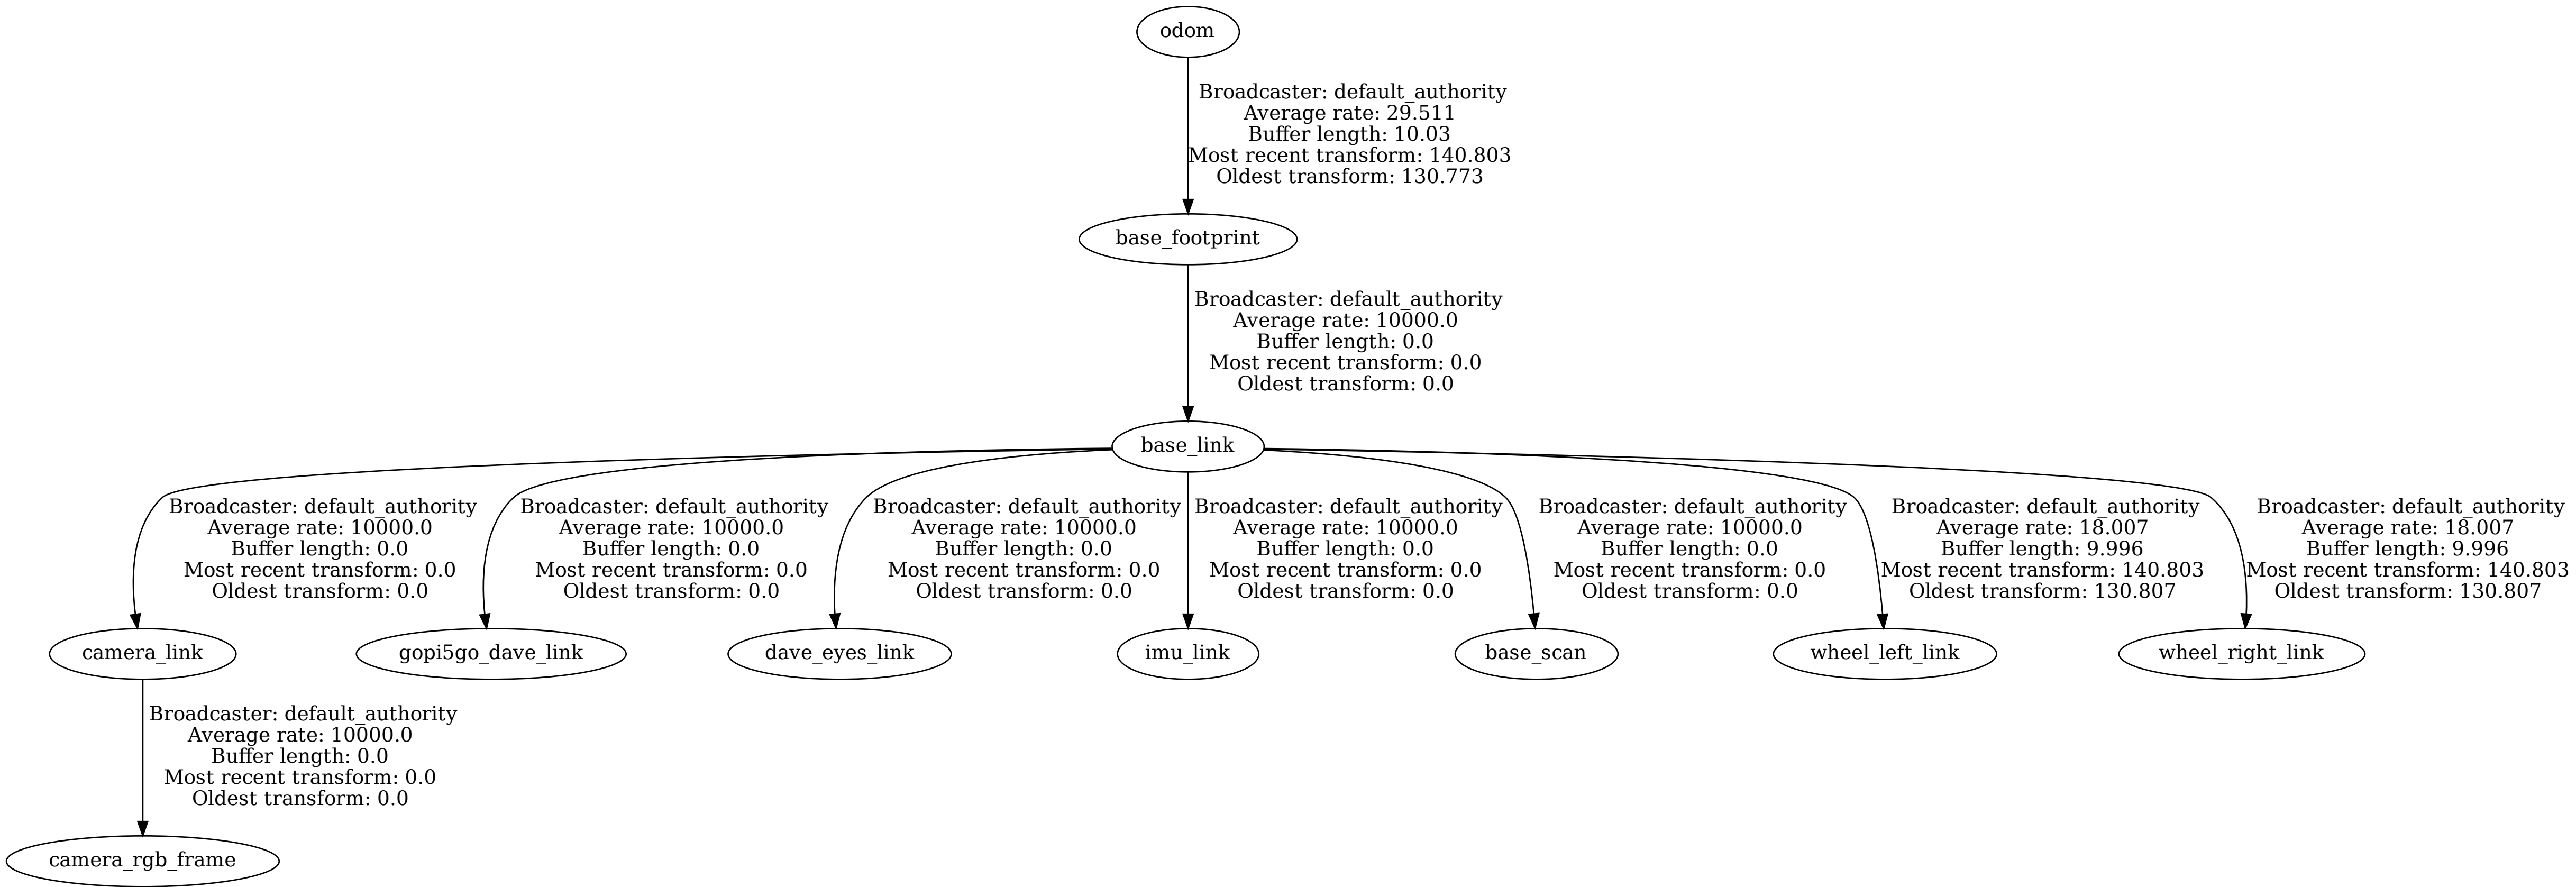 odom
Broadcaster: default_authority
Average rate: 29.511
Buffer length: 10.03
Most recent transform: 140.803
Oldest transform: 130.773
base_footprint
Broadcaster: default_authority
Average rate: 10000.0
Buffer length: 0.0
Most recent transform: 0.0
Oldest transform: 0.0
base_link
Broadcaster: default_authority
Average rate: 10000.0
Buffer length: 0.0
Most recent transform: 0.0
Oldest transform: 0.0
Broadcaster: default_authority
Average rate: 10000.0
Buffer length: 0.0
Most recent transform: 0.0
Oldest transform: 0.0
Broadcaster: default_authority
Average rate: 10000.0
Buffer length: 0.0
Most recent transform: 0.0
Oldest transform: 0.0
Broadcaster: default_authority
Average rate: 10000.0
Buffer length: 0.0
Most recent transform: 0.0
Oldest transform: 0.0
Broadcaster: default_authority
Average rate: 10000.0
Buffer length: 0.0
Most recent transform: 0.0
Oldest transform: 0.0
Broadcaster: default_authority
Average rate: 18.007
Buffer length: 9.996
Most recent transform: 140.803
Oldest transform: 130.807
Broadcaster: default_authority
Average rate: 18.007
Buffer length: 9.996
Most recent transform: 140.803
Oldest transform: 130.807
camera_link
gopi5go_dave_link
dave_eyes_link
imu_link
base_scan
wheel_left_link
wheel_right_link
Broadcaster: default_authority
Average rate: 10000.0
Buffer length: 0.0
Most recent transform: 0.0
Oldest transform: 0.0
camera_rgb_frame